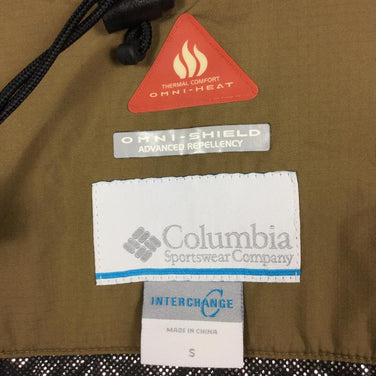 THERMAL COMFORT
OMNI-HEAT
OMNI-SHIELD
ADVANCED REPELLENCY
Columbia
Sportswear Company
INTERCHANGE
MADE IN CHINA
S